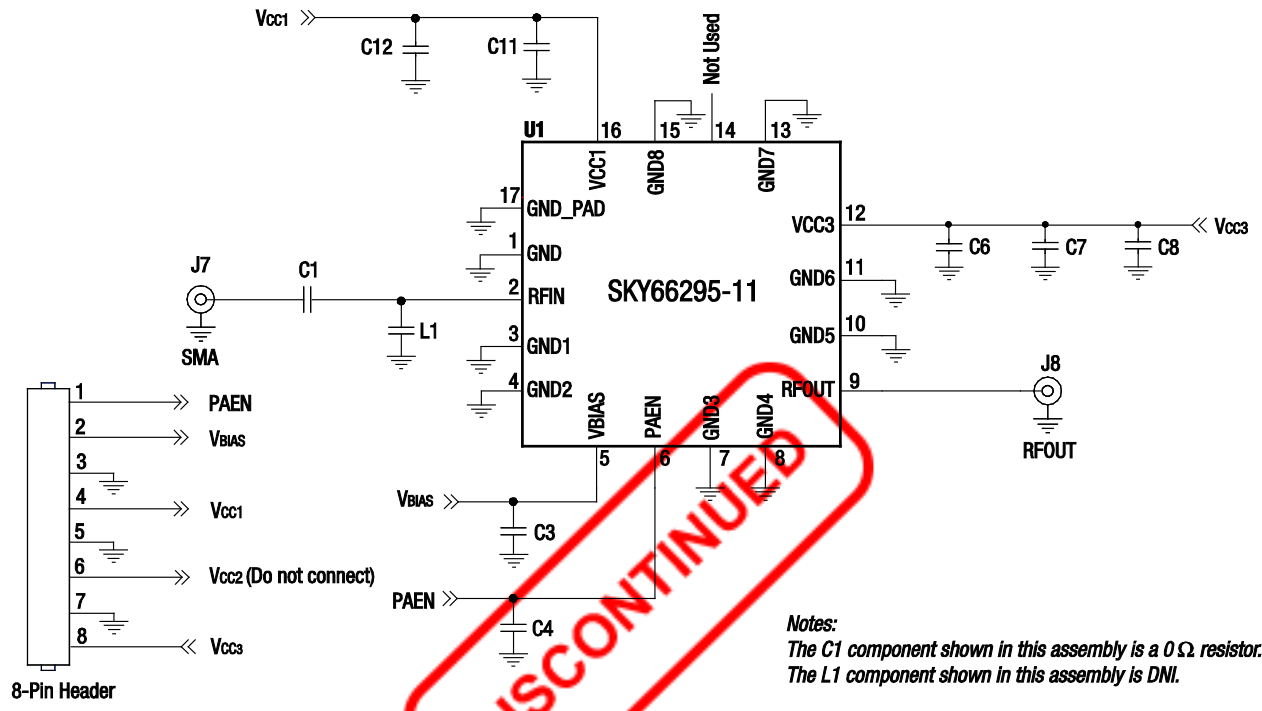 VCC1
C12
C11
Not Used
U1
16
15
14
13
VCC1
GND8
GND7
17
GND_PAD
1
GND
2
RFIN
3
GND1
4
GND2
SKY66295-11
VCC3
12
GND6
11
GND5
10
RFOUT
9
C6
C7
C8
VCC3
J7
SMA
C1
L1
J8
RFOUT
VBIAS
PAEN
GND3
GND4
5
6
7
8
VBIAS
C3
PAEN
C4
1
PAEN
2
VBIAS
3
4
VCC1
5
6
VCC2 (Do not connect)
7
8
VCC3
8-Pin Header
ISCONTINUED
Notes:
The C1 component shown in this assembly is a 0 Ω resistor.
The L1 component shown in this assembly is DNI.